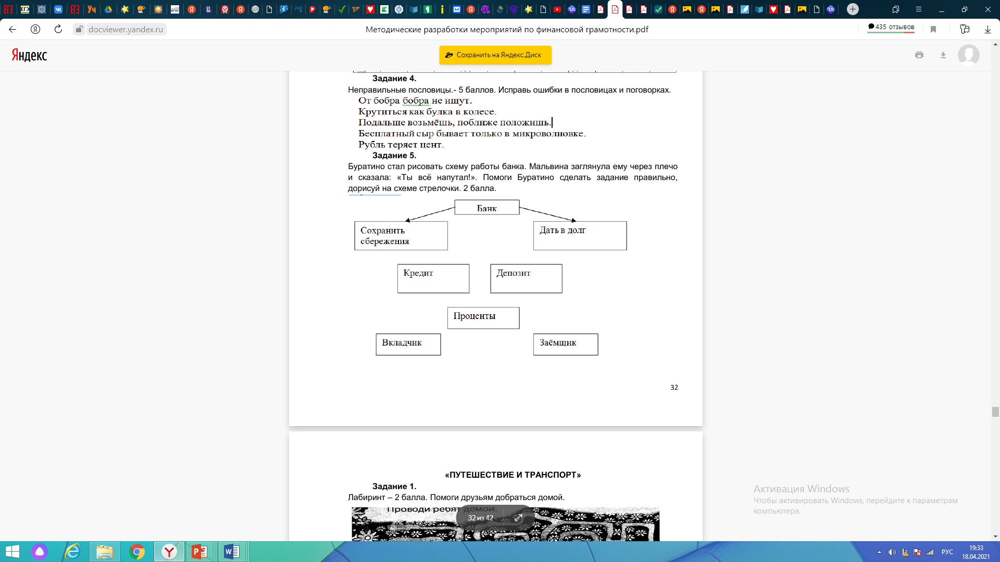 docviewer.yandex.ru
Методические разработки мероприятий по финансовой грамотности.pdf
435 отзывов
Яндекс
Сохранить на Яндекс.Диск
Задание 4.
Неправильные пословицы.- 5 баллов. Исправь ошибки в пословицах и поговорках.
От бобра бобра не ищут.
Крутиться как булка в колесе.
Подальше возьмёшь, поближе положишь.
Бесплатный сыр бывает только в микроволновке.
Рубль теряет цент.
Задание 5.
Буратино стал рисовать схему работы банка. Мальвина заглянула ему через плечо
и сказала: «Ты всё напутал!». Помоги Буратино сделать задание правильно,
дорисуй на схеме стрелочки. 2 балла.
Банк
Сохранить
сбережения
Дать в долг
Кредит
Депозит
Проценты
Вкладчик
Заёмщик
32
«ПУТЕШЕСТВИЕ И ТРАНСПОРТ»
Задание 1.
Лабиринт – 2 балла. Помоги друзьям добраться домой.
Проводи ребят домой.
32 из 42
Активация Windows
Чтобы активировать Windows, перейдите к параметрам
компьютера.
РУС
19:33
18.04.2021